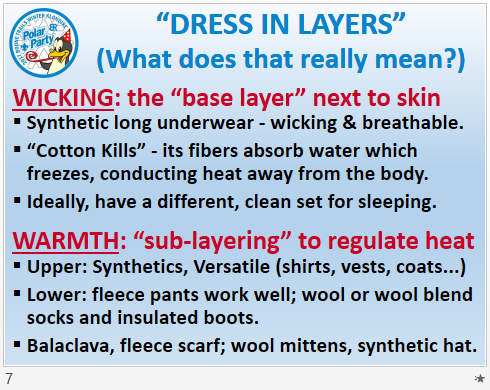 "DRESS IN LAYERS"
(What does that really mean?)
Polar
Party
WICKING: the "base layer" next to skin
▪ Synthetic long underwear - wicking & breathable.
▪ "Cotton Kills" - its fibers absorb water which
freezes, conducting heat away from the body.
▪ Ideally, have a different, clean set for sleeping.
WARMTH: "sub-layering" to regulate heat
▪ Upper: Synthetics, Versatile (shirts, vests, coats...)
▪ Lower: fleece pants work well; wool or wool blend
socks and insulated boots.
▪ Balaclava, fleece scarf; wool mittens, synthetic hat.
7